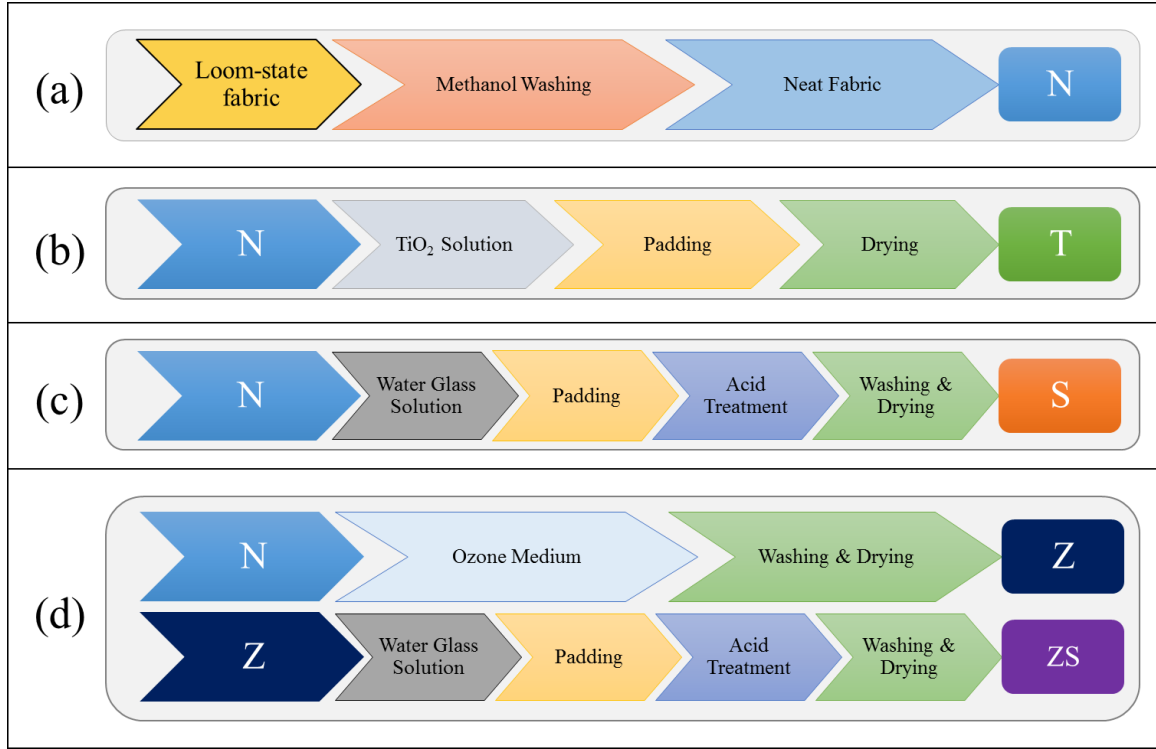 (a)
Loom-state
fabric
Methanol Washing
Neat Fabric
N
(b)
N
TiO₂ Solution
Padding
Drying
T
(c)
N
Water Glass
Solution
Padding
Acid
Treatment
Washing &
Drying
S
(d)
N
Ozone Medium
Washing & Drying
Z
Z
Water Glass
Solution
Padding
Acid
Treatment
Washing &
Drying
ZS